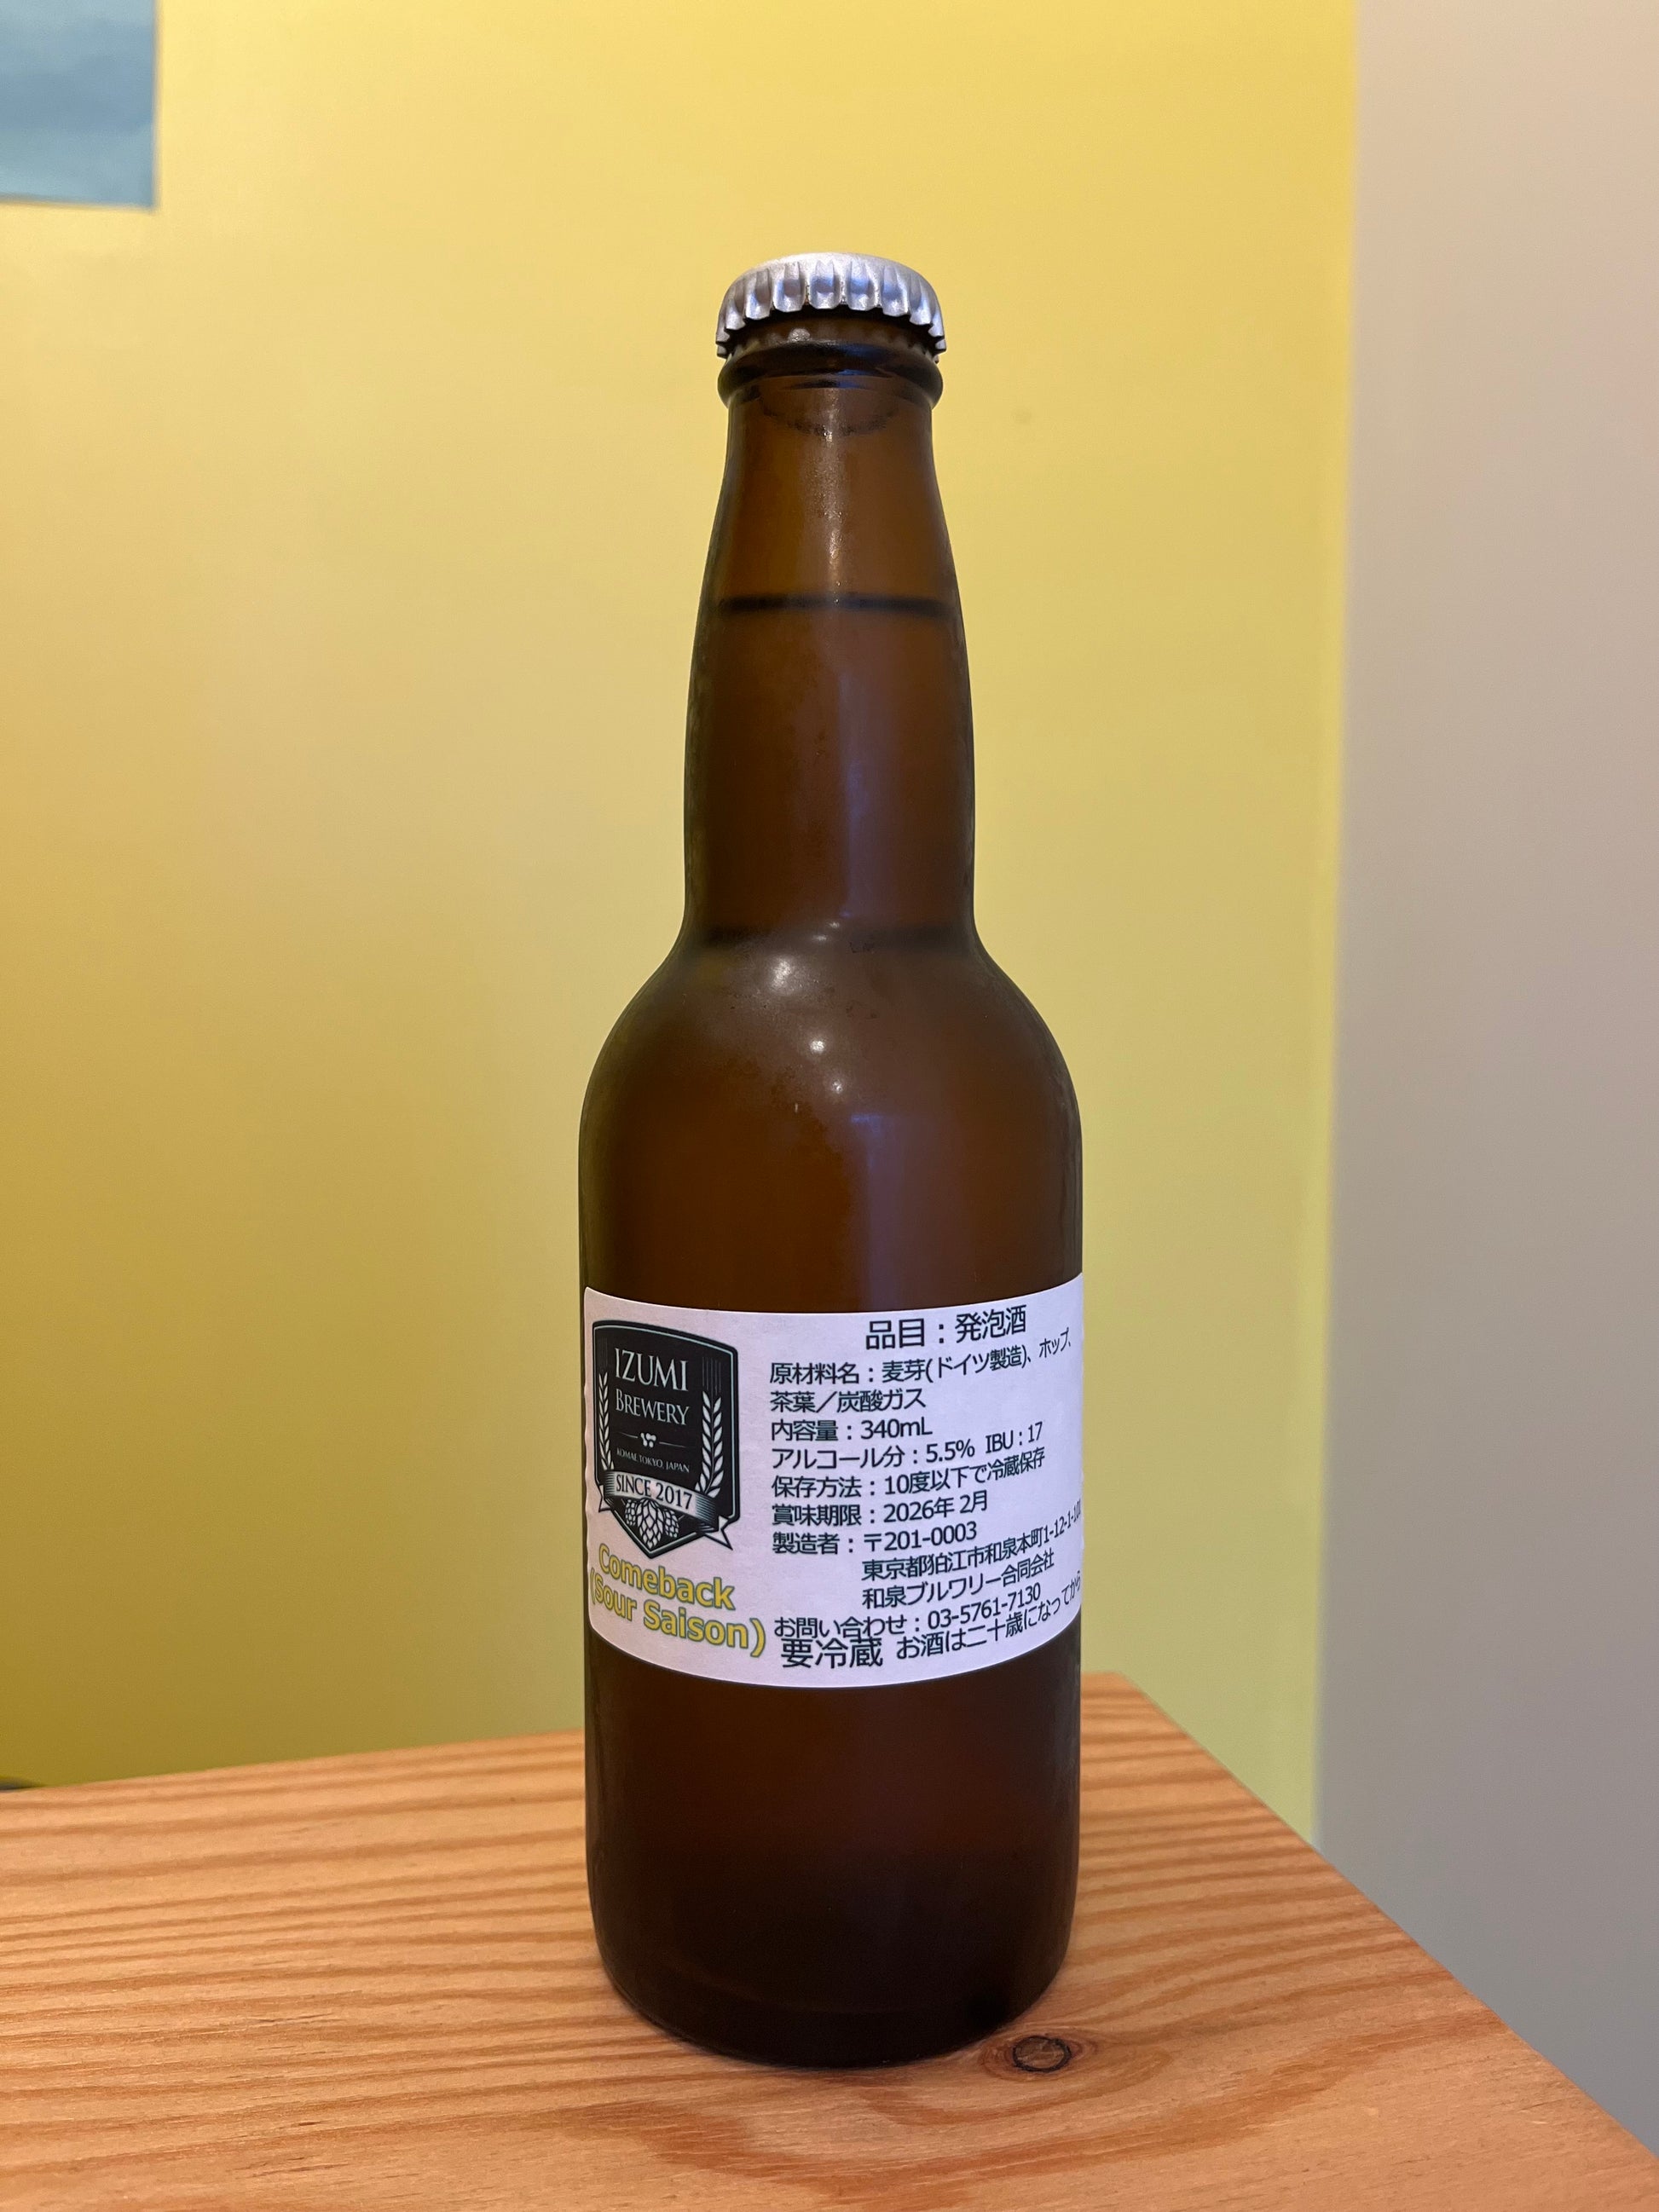 IZUMI
BREWERY
KOMAE, TOKYO, JAPAN
SINCE 2017
Comeback
(Sour Saison)
品目：発泡酒
原材料名：麦芽(ドイツ製造)、ホップ、
茶葉／炭酸ガス
内容量：340mL
アルコール分：5.5% IBU：17
保存方法：10度以下で冷蔵保存
賞味期限：2026年 2月
製造者：〒201-0003
東京都狛江市和泉本町1-12-1-
和泉ブルワリー合同会社
お問い合わせ：03-5761-7130
要冷蔵 お酒は二十歳になってから